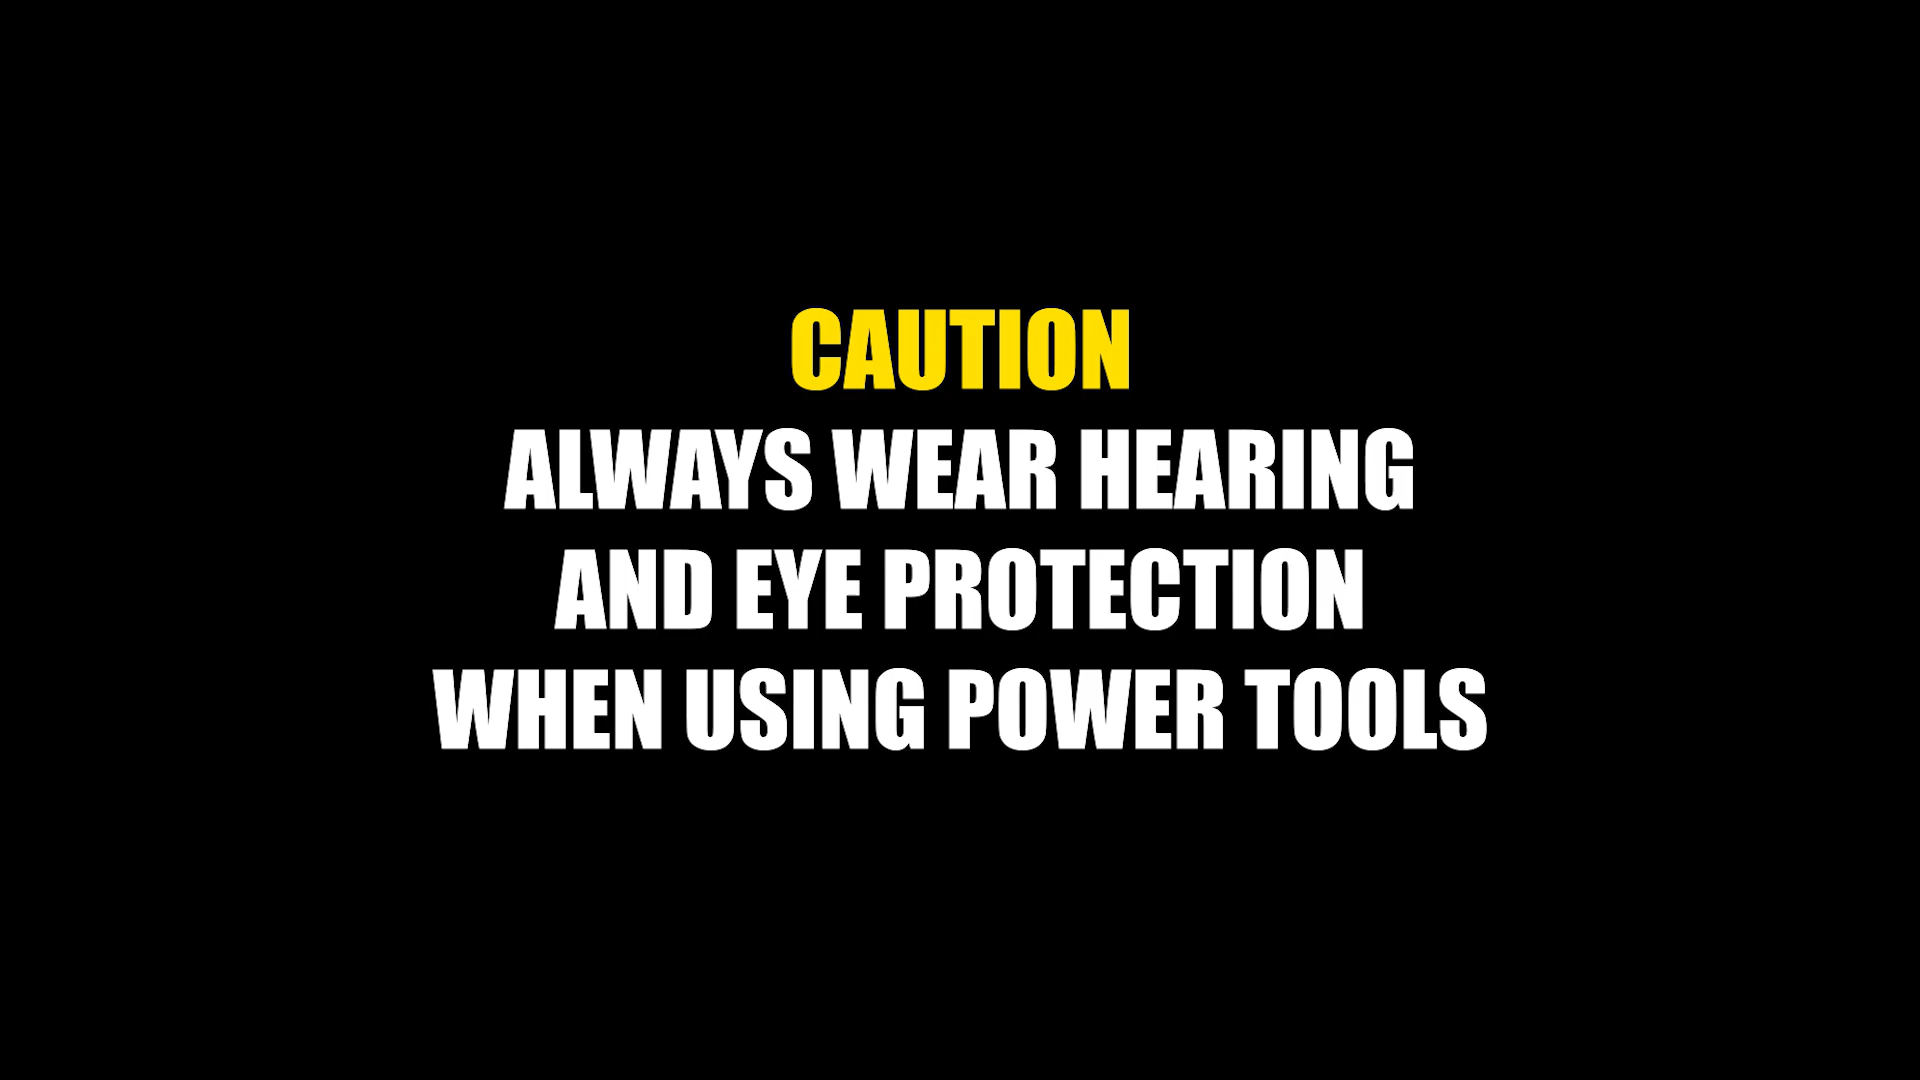 CAUTION
ALWAYS WEAR HEARING
AND EYE PROTECTION
WHEN USING POWER TOOLS